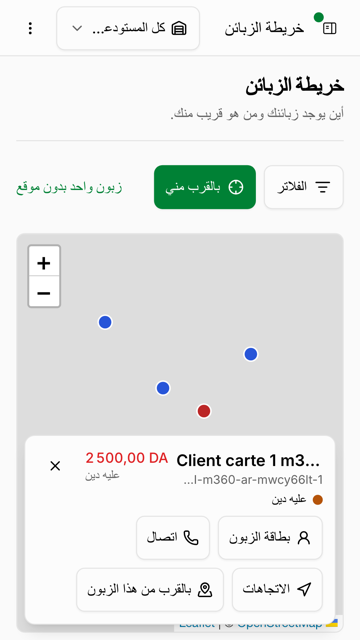 خريطة الزبائن
كل المستودعـ...
خريطة الزبائن
أين يوجد زبائنك ومن هو قريب منك.
الفلاتر
بالقرب مني
زبون واحد بدون موقع
+
−
Client carte 1 m3...
2 500,00 DA
...l-m360-ar-mwcy66lt-1
عليه دين
عليه دين
بطاقة الزبون
اتصال
الاتجاهات
بالقرب من هذا الزبون
Leaflet | © OpenStreetMap